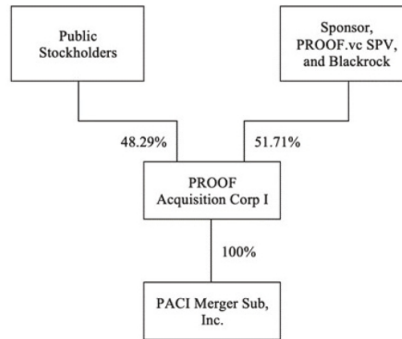 Public
Stockholders
Sponsor,
PROOF.vc SPV,
and Blackrock
48.29%
51.71%
PROOF
Acquisition Corp I
100%
PACI Merger Sub,
Inc.